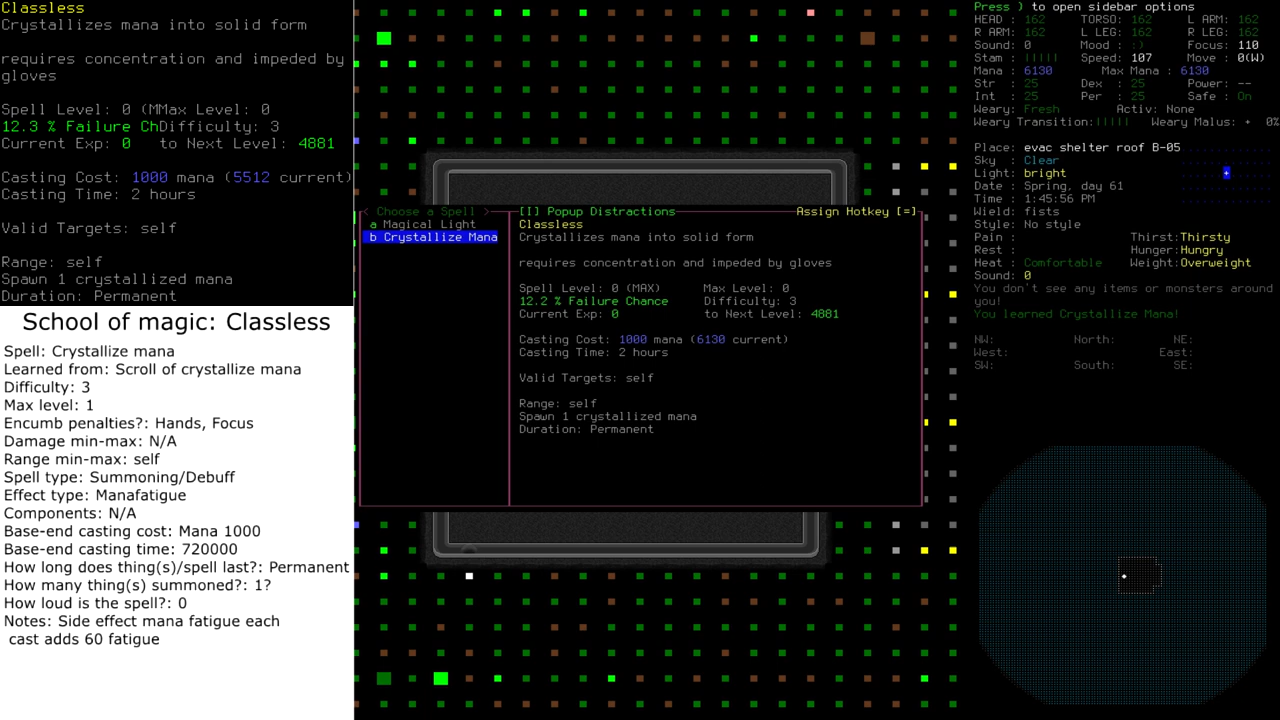 Classless
Crystallizes mana into solid form
requires concentration and impeded by
gloves
Spell Level: 0 (MMax Level: 0
12.3 % Failure ChDifficulty: 3
Current Exp: 0 to Next Level: 4881
Casting Cost: 1000 mana (5512 current)
Casting Time: 2 hours
Valid Targets: self
Range: self
Spawn 1 crystallized mana
Duration: Permanent
School of magic: Classless
Spell: Crystallize mana
Learned from: Scroll of crystallize mana
Difficulty: 3
Max level: 1
Encumb penalties?: Hands, Focus
Damage min-max: N/A
Range min-max: self
Spell type: Summoning/Debuff
Effect type: Manafatigue
Components: N/A
Base-end casting cost: Mana 1000
Base-end casting time: 720000
How long does thing(s)/spell last?: Permanent
How many thing(s) summoned?: 1?
How loud is the spell?: 0
Notes: Side effect mana fatigue each
cast adds 60 fatigue
< Choose a Spell >
a Magical Light
b Crystallize Mana
[I] Popup Distractions
Assign Hotkey [=]
Classless
Crystallizes mana into solid form
requires concentration and impeded by gloves
Spell Level: 0 (MAX) Max Level: 0
12.2 % Failure Chance Difficulty: 3
Current Exp: 0 to Next Level: 4881
Casting Cost: 1000 mana (6130 current)
Casting Time: 2 hours
Valid Targets: self
Range: self
Spawn 1 crystallized mana
Duration: Permanent
Press } to open sidebar options
HEAD : 162 TORSO: 162 L ARM: 162
R ARM: 162 L LEG: 162 R LEG: 162
Sound: 0 Mood : :) Focus: 110
Stam : ||||| Speed: 107 Move : 0(W)
Mana : 6130 Max Mana : 6130
Str : 25 Dex : 25 Power: --
Int : 25 Per : 25 Safe : On
Weary: Fresh Activ: None
Weary Transition:||||| Weary Malus: + 0%
Place: evac shelter roof B-05
Sky : Clear
Light: bright
Date : Spring, day 61
Time : 1:45:56 PM
Wield: fists
Style: No style
Pain : Thirst:Thirsty
Rest : Hunger:Hungry
Heat : Comfortable Weight:Overweight
Sound: 0
You don't see any items or monsters around
you!
You learned Crystallize Mana!
NW: North: NE:
West: East:
SW: South: SE: